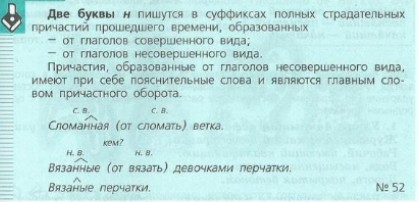 Две буквы н пишутся в суффиксах полных страдательных
причастий прошедшего времени, образованных
– от глаголов совершенного вида;
– от глаголов несовершенного вида.
Причастия, образованные от глаголов несовершенного вида,
имеют при себе пояснительные слова и являются главным сло-
вом причастного оборота.
с. в. с. в.
Сломанная (от сломать) ветка.
кем?
н. в. н. в.
Вязанные (от вязать) девочками перчатки.
Вязаные перчатки. № 52